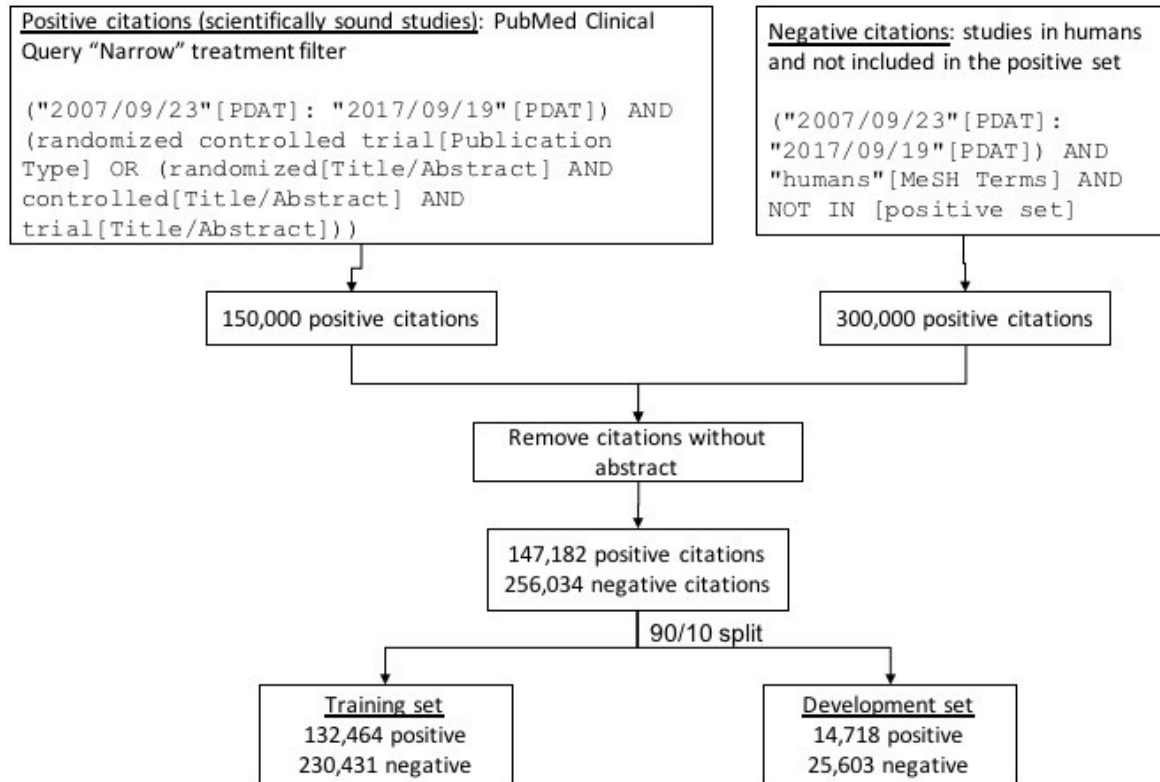 Positive citations (scientifically sound studies): PubMed Clinical
Query “Narrow” treatment filter
("2007/09/23"[PDAT]: "2017/09/19"[PDAT]) AND
(randomized controlled trial[Publication
Type] OR (randomized[Title/Abstract] AND
controlled[Title/Abstract] AND
trial[Title/Abstract]))
Negative citations: studies in humans
and not included in the positive set
("2007/09/23"[PDAT]:
"2017/09/19"[PDAT]) AND
"humans"[MeSH Terms] AND
NOT IN [positive set]
150,000 positive citations
300,000 positive citations
Remove citations without
abstract
147,182 positive citations
256,034 negative citations
90/10 split
Training set
132,464 positive
230,431 negative
Development set
14,718 positive
25,603 negative